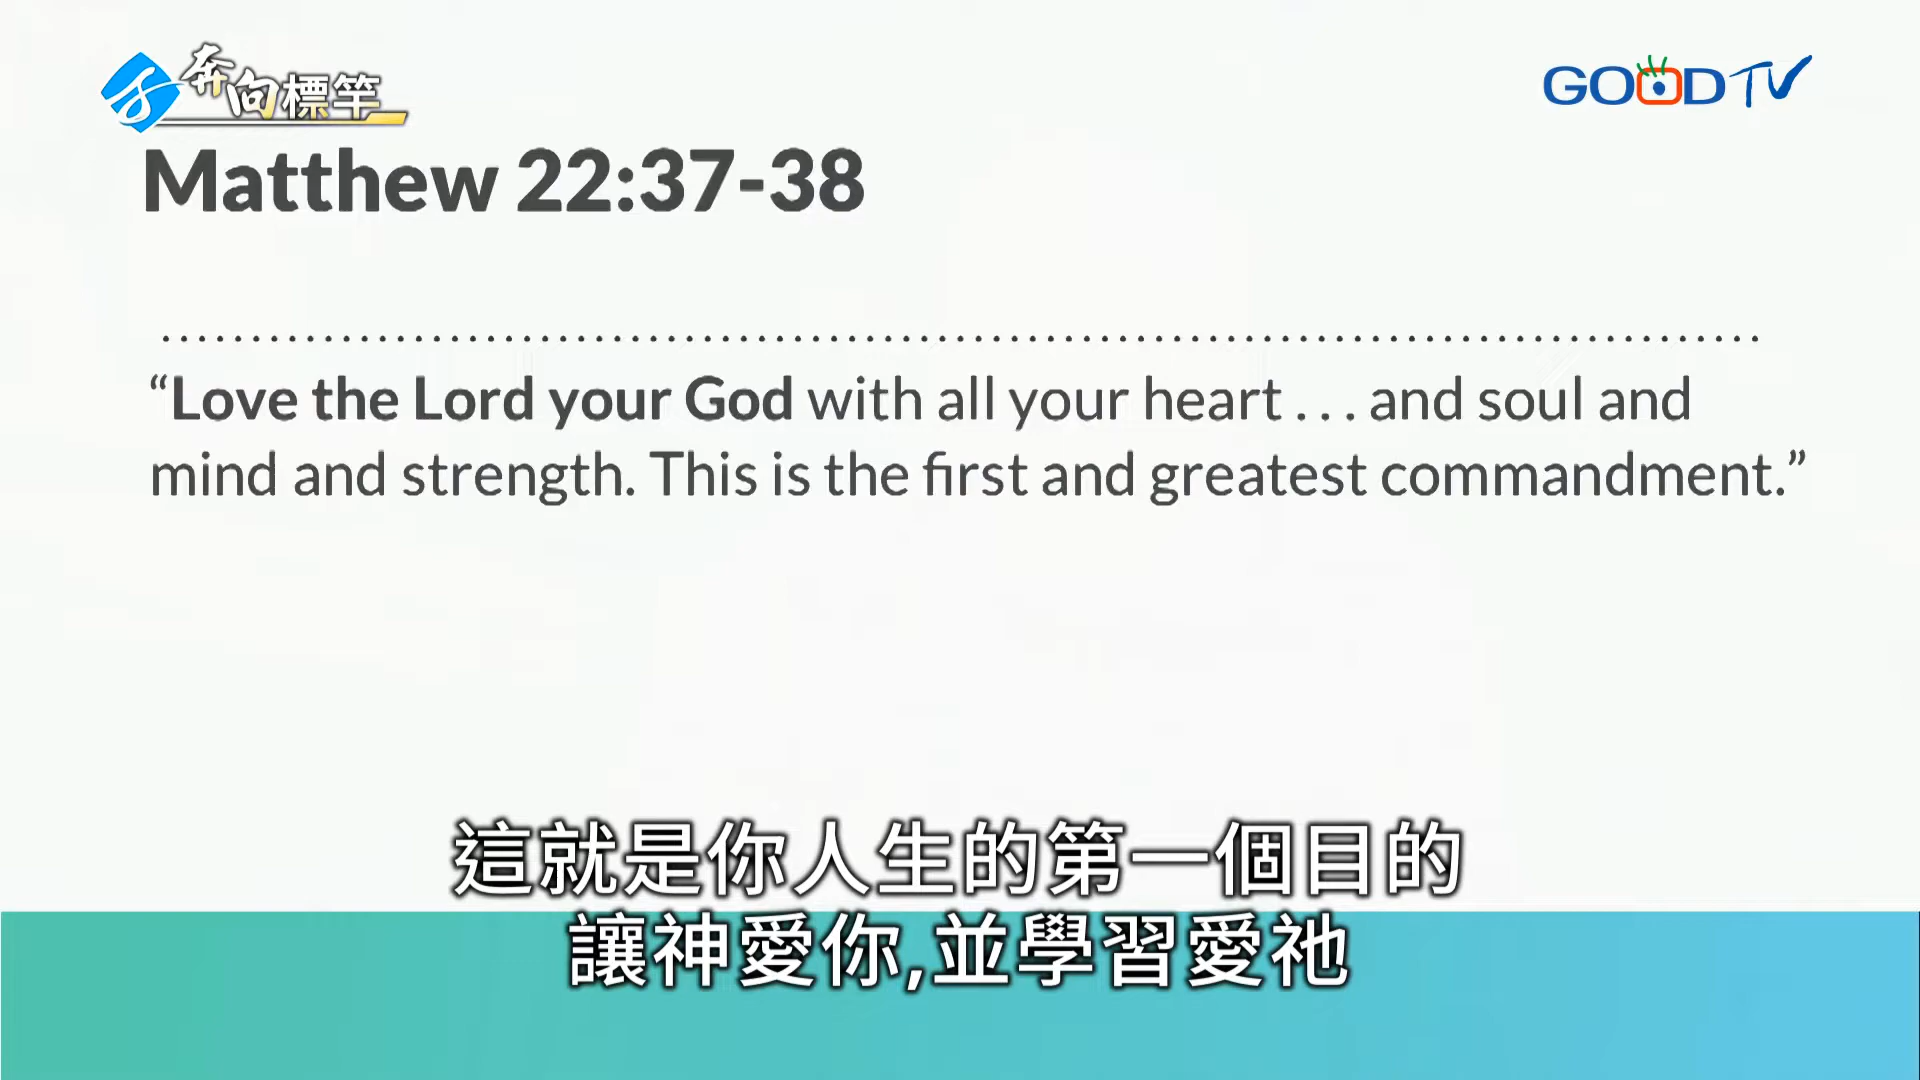 奔向標竿
GOOD TV
Matthew 22:37-38
“Love the Lord your God with all your heart . . . and soul and
mind and strength. This is the first and greatest commandment.”
這就是你人生的第一個目的
讓神愛你,並學習愛祂